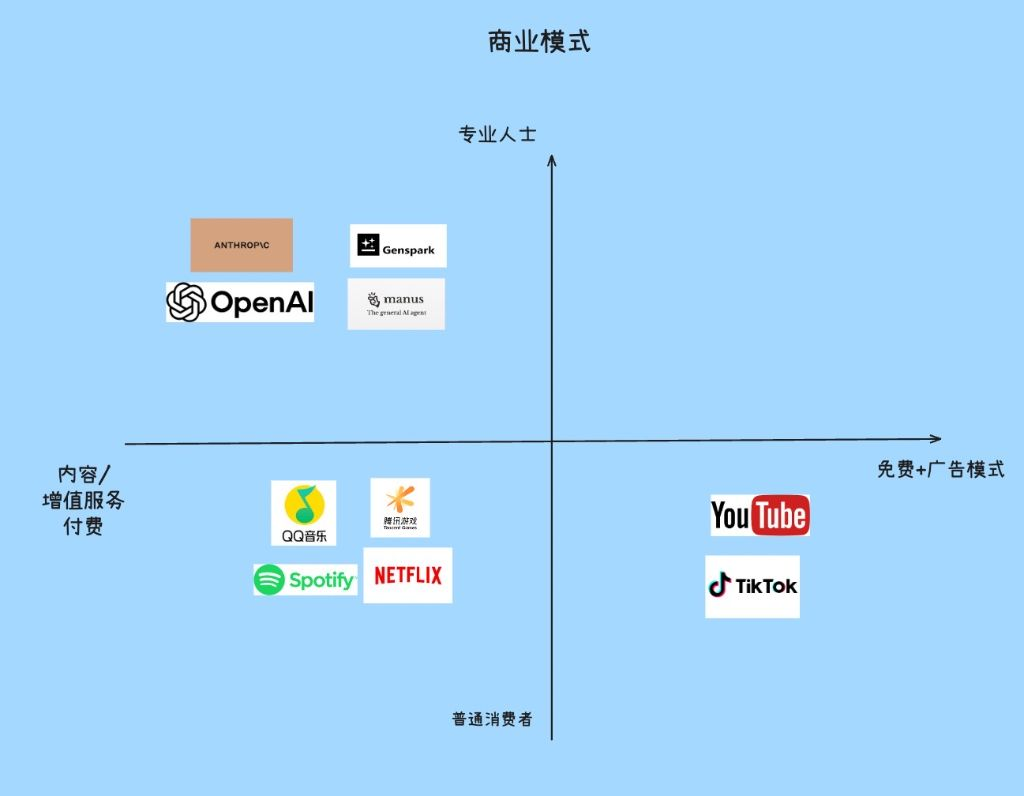 商业模式
专业人士
ANTHROP\C
Genspark
OpenAI
manus
The general AI agent
内容/
增值服务
付费
免费+广告模式
QQ音乐
腾讯游戏
Tencent Games
YouTube
Spotify
NETFLIX
TikTok
普通消费者